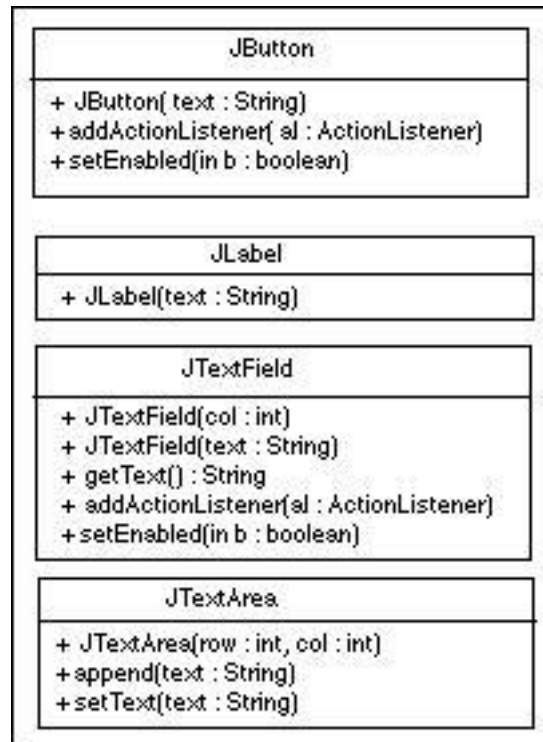 JButton
+ JButton( text : String)
+addActionListener( al : ActionListener)
+setEnabled(in b : boolean)
JLabel
+ JLabel(text : String)
JTextField
+ JTextField(col : int)
+ JTextField(text : String)
+ getText() : String
+ addActionListener(al : ActionListener)
+setEnabled(in b : boolean)
JTextArea
+ JTextArea(row : int, col : int)
+append(text : String)
+setText(text : String)